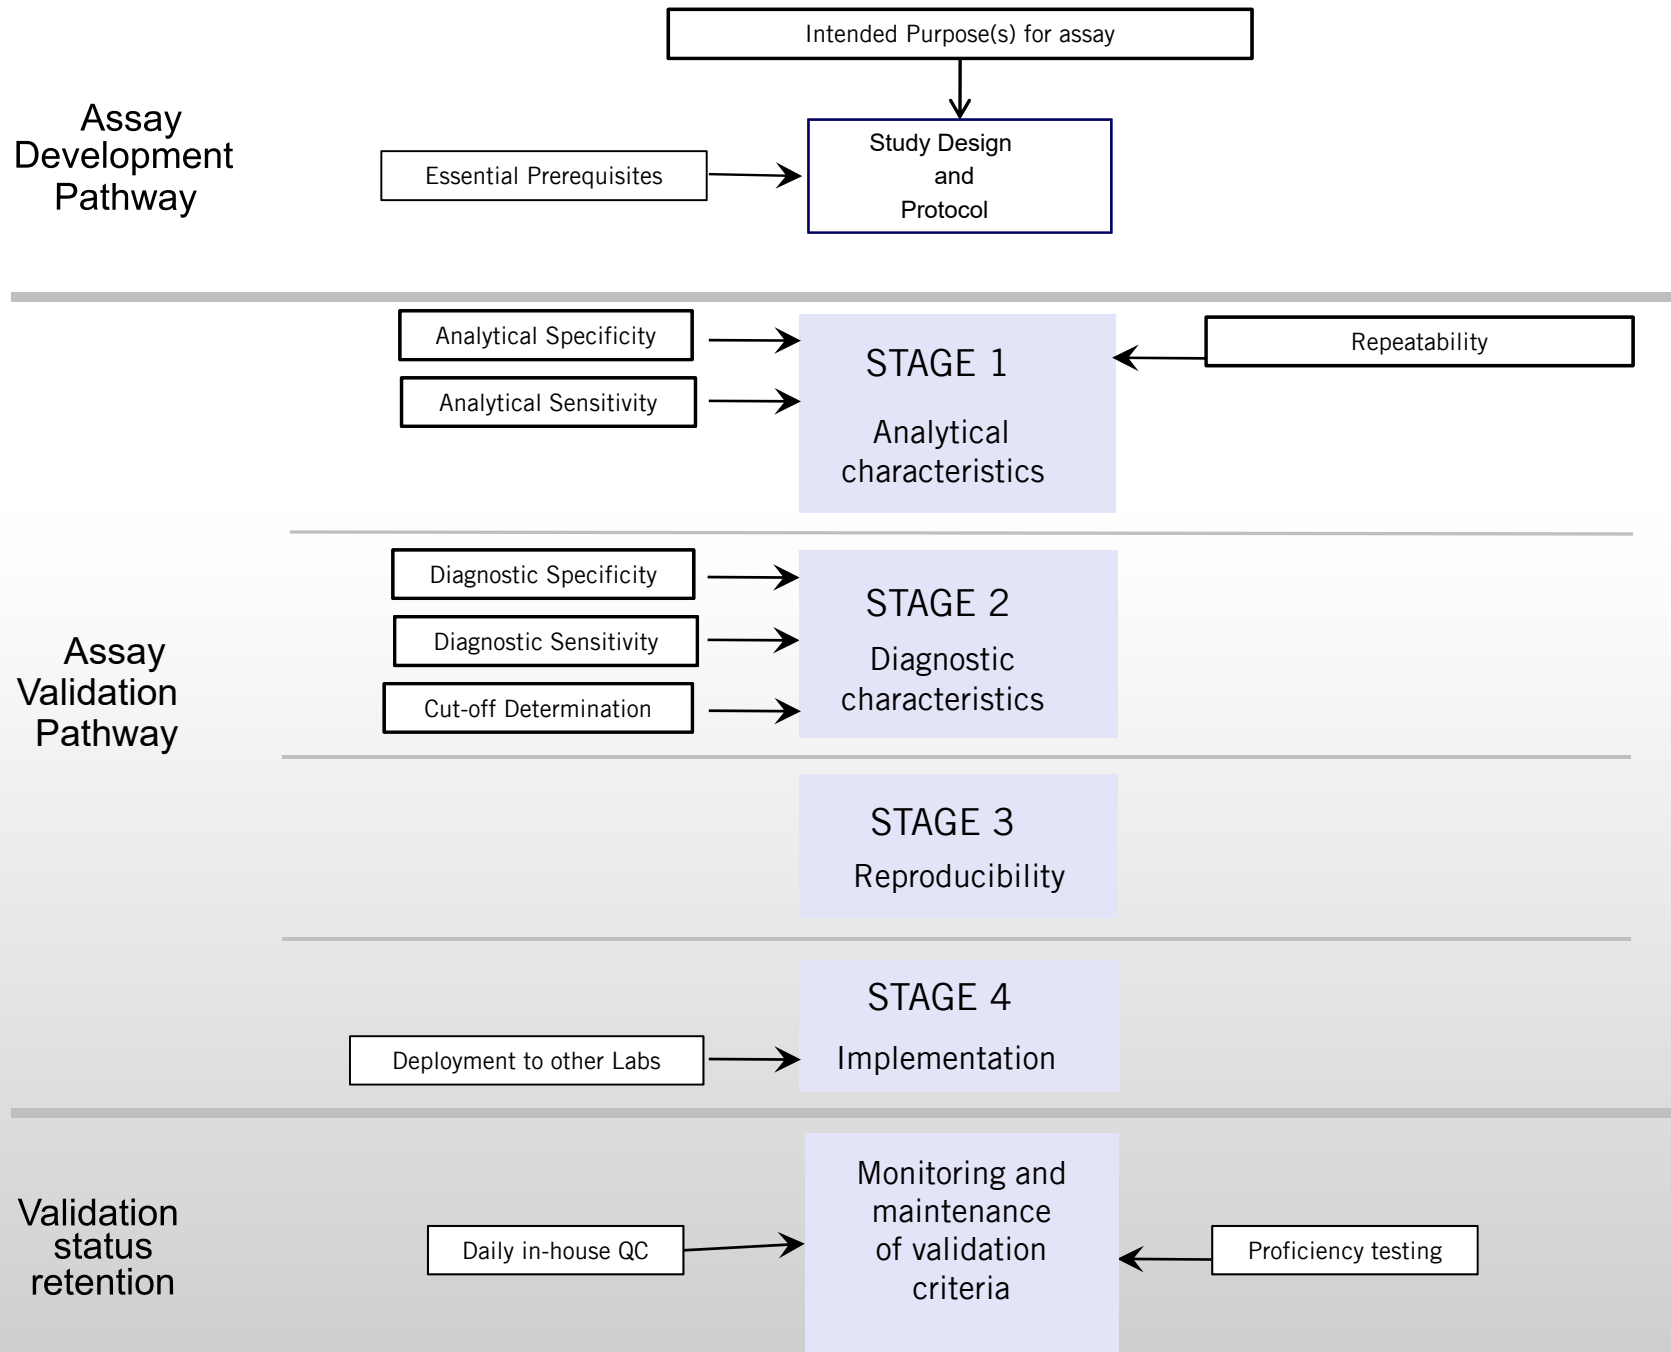 Intended Purpose(s) for assay
Assay
Development
Pathway
Essential Prerequisites
Study Design
and
Protocol
Analytical Specificity
Analytical Sensitivity
STAGE 1
Analytical
characteristics
Repeatability
Assay
Validation
Pathway
Diagnostic Specificity
Diagnostic Sensitivity
Cut-off Determination
STAGE 2
Diagnostic
characteristics
STAGE 3
Reproducibility
STAGE 4
Implementation
Deployment to other Labs
Validation
status
retention
Daily in-house QC
Monitoring and
maintenance
of validation
criteria
Proficiency testing